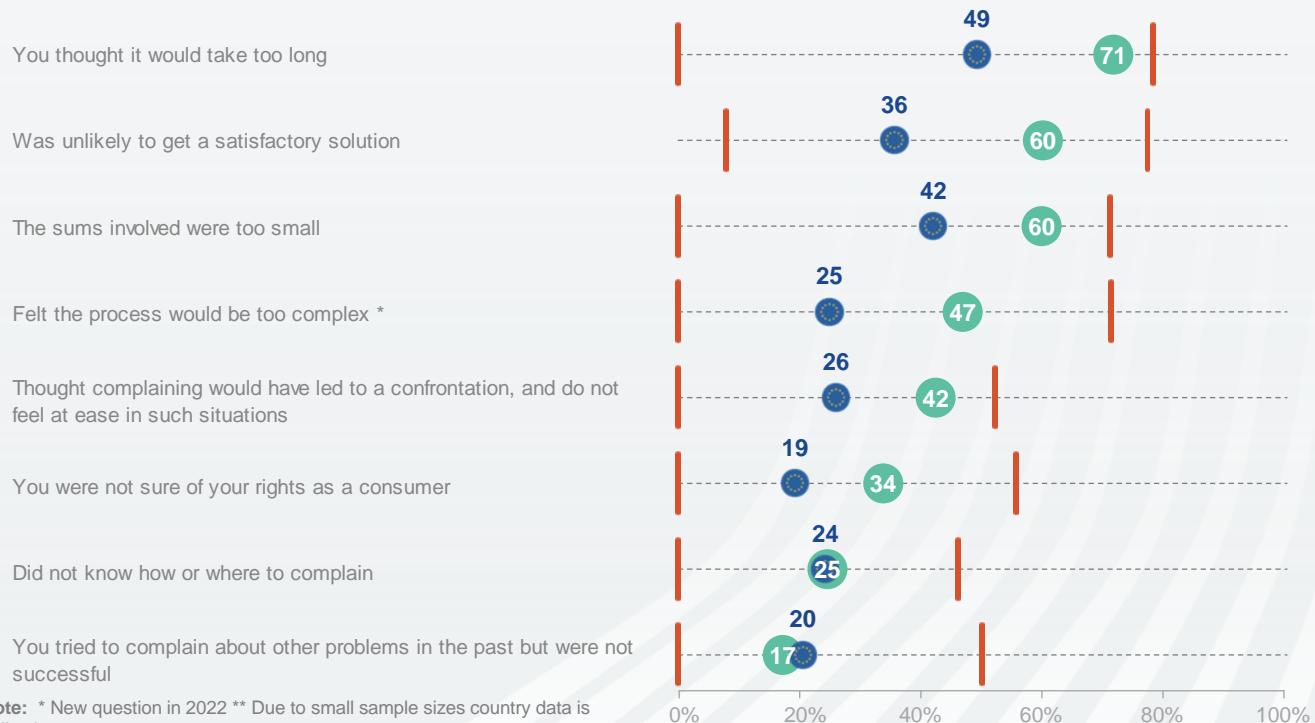 49
You thought it would take too long
71
36
Was unlikely to get a satisfactory solution
60
42
The sums involved were too small
60
25
Felt the process would be too complex *
47
26
Thought complaining would have led to a confrontation, and do not
feel at ease in such situations
42
19
You were not sure of your rights as a consumer
34
24
Did not know how or where to complain
25
20
You tried to complain about other problems in the past but were not
successful
17
* New question in 2022 ** Due to small sample sizes country data is
0% 20% 40% 60% 80% 100%